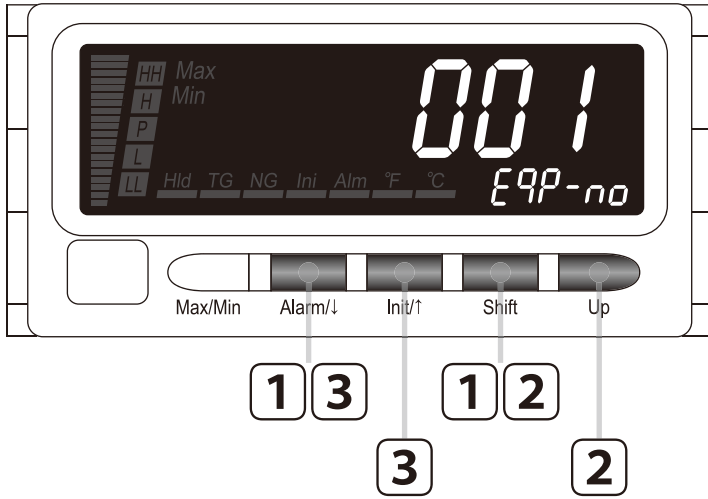 HH Max
H Min
P
L
LL Hld TG NG Ini Alm °F °C
001
Eqp-no
Max/Min Alarm/↓ Init/↑ Shift Up
1 3 1 2
3 2